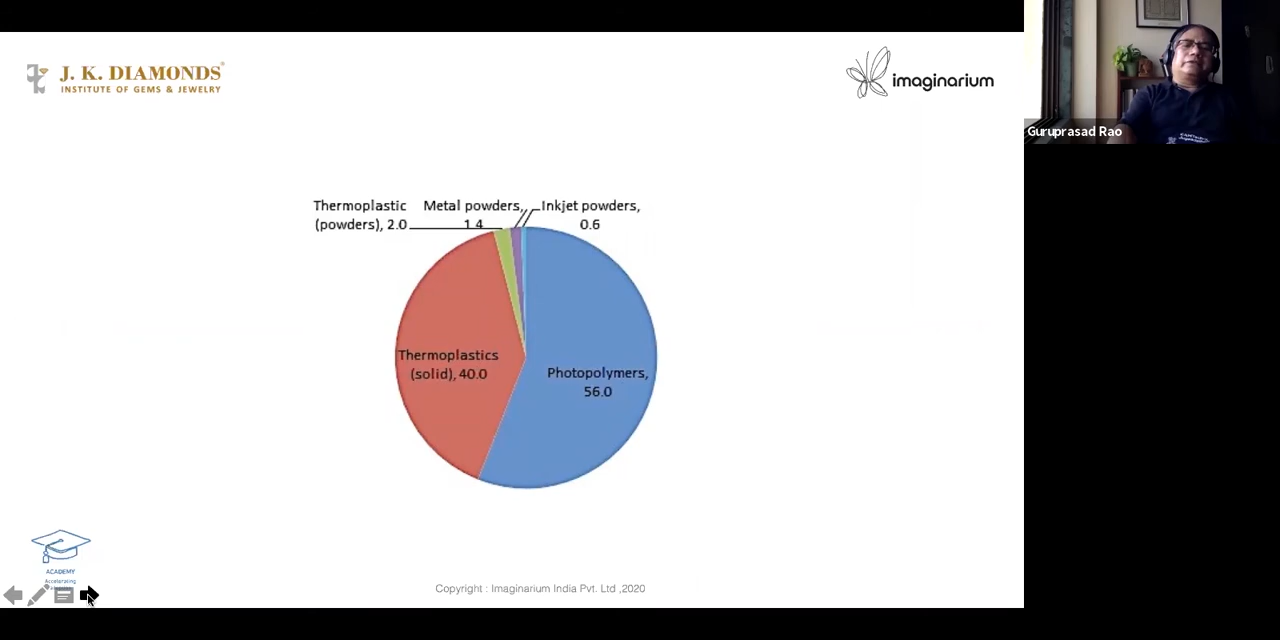 J. K. DIAMONDS
INSTITUTE OF GEMS & JEWELRY
imaginarium
Guruprasad Rao
Thermoplastic
(powders), 2.0
Metal powders,
1.4
Inkjet powders,
0.6
Thermoplastics
(solid), 40.0
Photopolymers,
56.0
ACADEMY
Accelerating
Copyright : Imaginarium India Pvt. Ltd ,2020